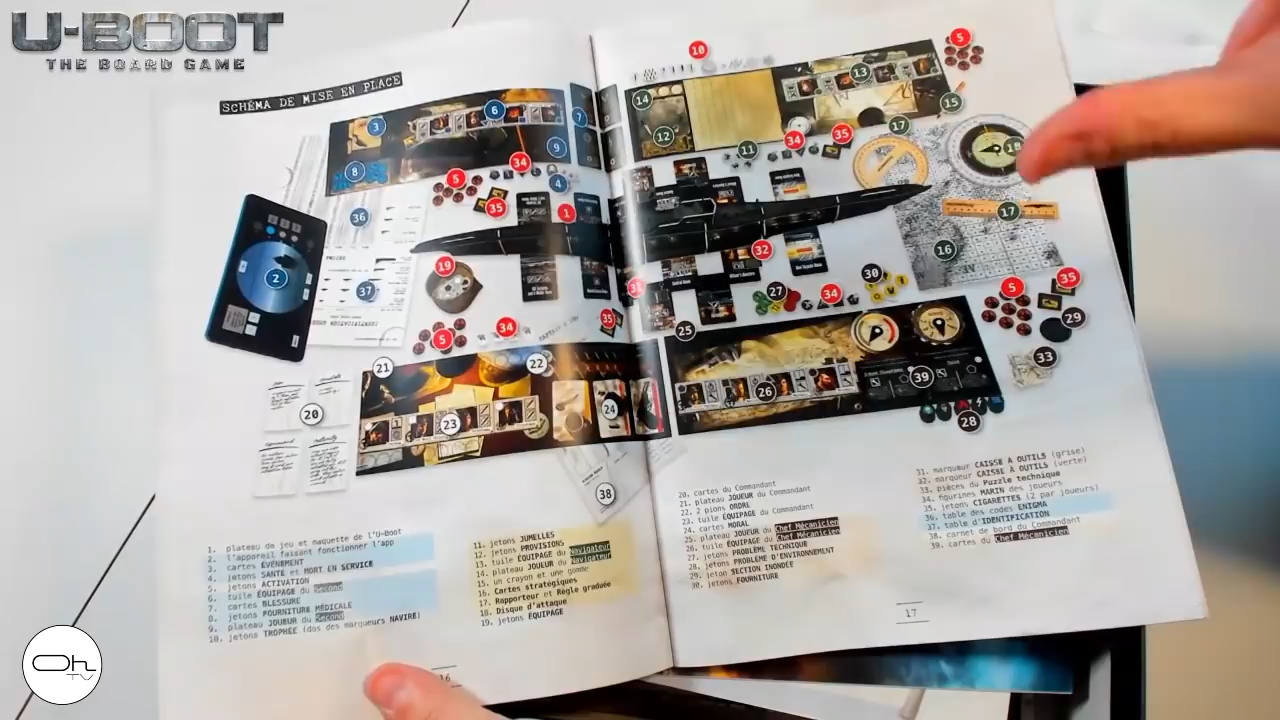 U-BOOT
THE BOARD GAME
SCHÉMA DE MISE EN PLACE
1. plateau de jeu et maquette de l'U-Boot
2. l'appareil faisant fonctionner l'app
3. cartes ÉVÉNEMENT
4. jetons SANTÉ et MORT EN SERVICE
5. jetons ACTIVATION
6. tuile ÉQUIPAGE du Second
7. cartes BLESSURE
8. jetons FOURNITURE MÉDICALE
9. plateau JOUEUR du Second
10. jetons TROPHÉE (dos des marqueurs NAVIRE)
11. jetons JUMELLES
12. jetons PROVISIONS
13. tuile ÉQUIPAGE du Navigateur
14. plateau JOUEUR du Navigateur
15. un crayon et une gomme
16. Cartes stratégiques
17. Rapporteur et Règle graduée
18. Disque d'attaque
19. jetons ÉQUIPAGE
16
20. cartes du Commandant
21. plateau JOUEUR du Commandant
22. 2 pions ORDRE
23. tuile ÉQUIPAGE du Commandant
24. cartes MORAL
25. plateau JOUEUR du Chef Mécanicien
26. tuile ÉQUIPAGE du Chef Mécanicien
27. jetons PROBLÈME TECHNIQUE
28. jetons PROBLÈME D'ENVIRONNEMENT
29. jeton SECTION INONDÉE
30. jetons FOURNITURE
31. marqueur CAISSE A OUTILS (grise)
32. marqueur CAISSE A OUTILS (verte)
33. pièces du Puzzle technique
34. figurines MARIN des joueurs
35. jetons CIGARETTES (2 par joueurs)
36. table des codes ENIGMA
37. table d'IDENTIFICATION
38. carnet de bord du Commandant
39. cartes du Chef Mécanicien
17
Oh
TV